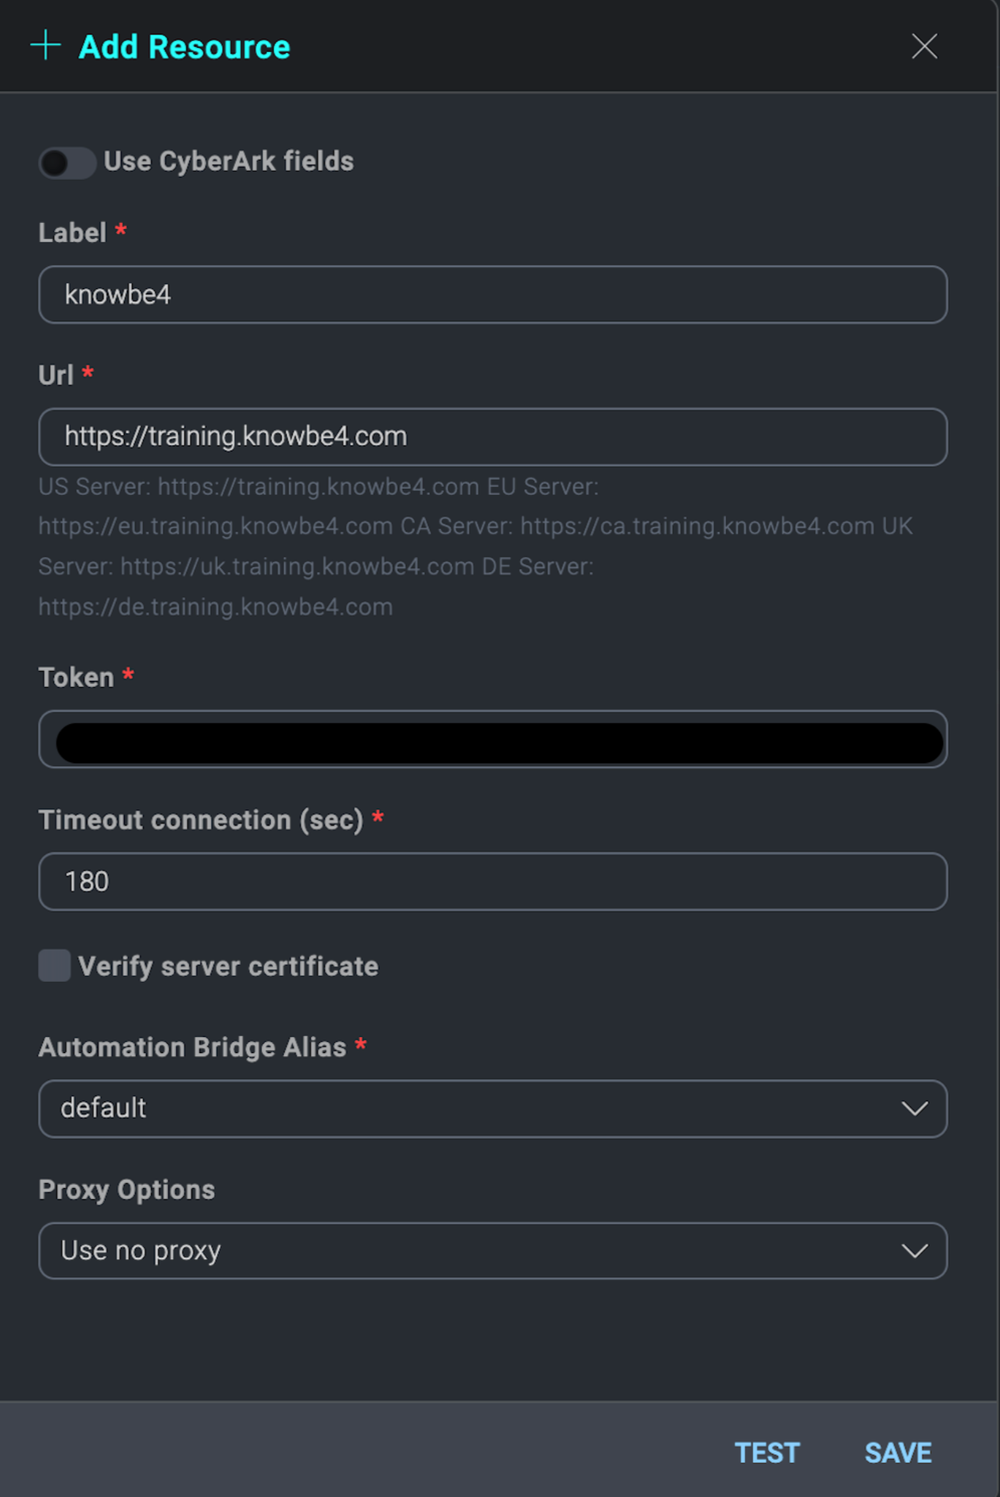 Add Resource
Use CyberArk fields
Label *
knowbe4
Url *
https://training.knowbe4.com
US Server: https://training.knowbe4.com EU Server:
https://eu.training.knowbe4.com CA Server: https://ca.training.knowbe4.com UK
Server: https://uk.training.knowbe4.com DE Server:
https://de.training.knowbe4.com
Token *
Timeout connection (sec) *
180
Verify server certificate
Automation Bridge Alias *
default
Proxy Options
Use no proxy
TEST SAVE